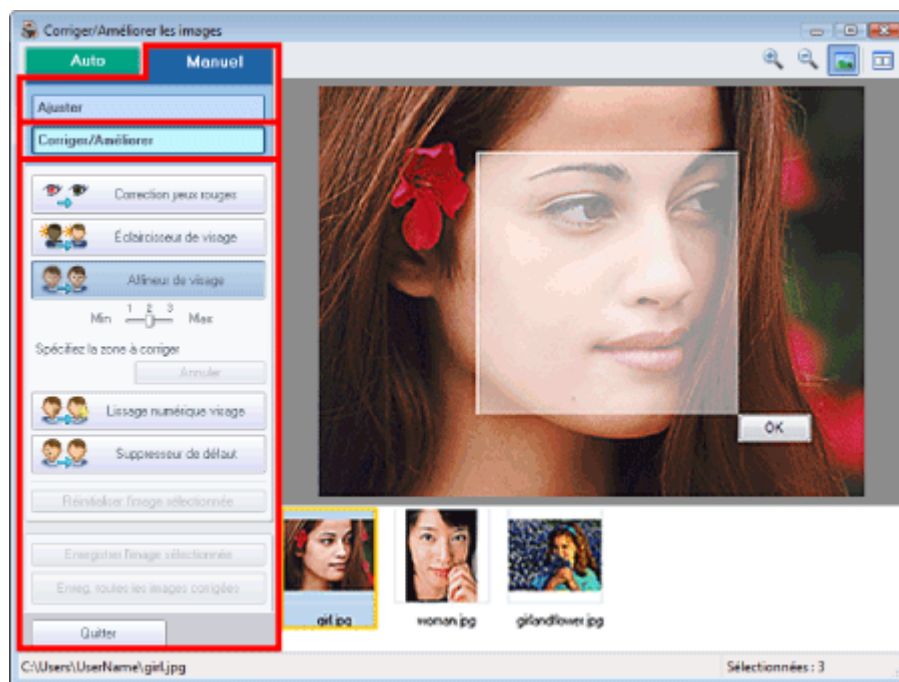 Corriger/Améliorer les images
Auto Manuel
Ajuster
Corriger/Améliorer
Correction yeux rouges
Éclaircisseur de visage
Affineur de visage
1 2 3
Min Max
Spécifiez la zone à corriger
Annuler
Lissage numérique visage
Suppresseur de défaut
Réinitialiser l'image sélectionnée
Enregistrer l'image sélectionnée
Enreg. toutes les images corrigées
Quitter
OK
girl.jpg woman.jpg girlandflower.jpg
C:\Users\UserName\girl.jpg Sélectionnées : 3